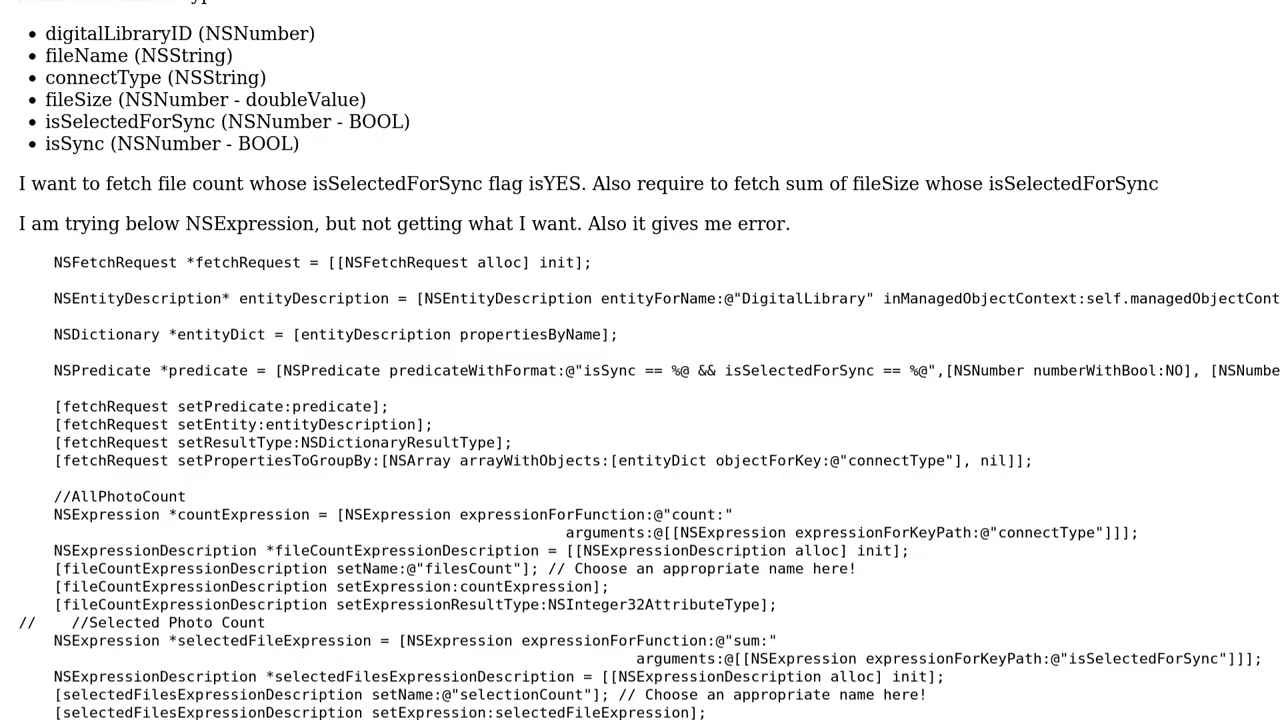 digitalLibraryID (NSNumber)
fileName (NSString)
connectType (NSString)
fileSize (NSNumber - doubleValue)
isSelectedForSync (NSNumber - BOOL)
isSync (NSNumber - BOOL)
I want to fetch file count whose isSelectedForSync flag isYES. Also require to fetch sum of fileSize whose isSelectedForSync
I am trying below NSExpression, but not getting what I want. Also it gives me error.
NSFetchRequest *fetchRequest = [[NSFetchRequest alloc] init];
NSEntityDescription* entityDescription = [NSEntityDescription entityForName:@"DigitalLibrary" inManagedObjectContext:self.managedObjectCont
NSDictionary *entityDict = [entityDescription propertiesByName];
NSPredicate *predicate = [NSPredicate predicateWithFormat:@"isSync == %@ && isSelectedForSync == %@",[NSNumber numberWithBool:NO], [NSNumbe
[fetchRequest setPredicate:predicate];
[fetchRequest setEntity:entityDescription];
[fetchRequest setResultType:NSDictionaryResultType];
[fetchRequest setPropertiesToGroupBy:[NSArray arrayWithObjects:[entityDict objectForKey:@"connectType"], nil]];
//AllPhotoCount
NSExpression *countExpression = [NSExpression expressionForFunction:@"count:"
arguments:@[[NSExpression expressionForKeyPath:@"connectType"]]];
NSExpressionDescription *fileCountExpressionDescription = [[NSExpressionDescription alloc] init];
[fileCountExpressionDescription setName:@"filesCount"]; // Choose an appropriate name here!
[fileCountExpressionDescription setExpression:countExpression];
[fileCountExpressionDescription setExpressionResultType:NSInteger32AttributeType];
//    //Selected Photo Count
NSExpression *selectedFileExpression = [NSExpression expressionForFunction:@"sum:"
arguments:@[[NSExpression expressionForKeyPath:@"isSelectedForSync"]]];
NSExpressionDescription *selectedFilesExpressionDescription = [[NSExpressionDescription alloc] init];
[selectedFilesExpressionDescription setName:@"selectionCount"]; // Choose an appropriate name here!
[selectedFilesExpressionDescription setExpression:selectedFileExpression];